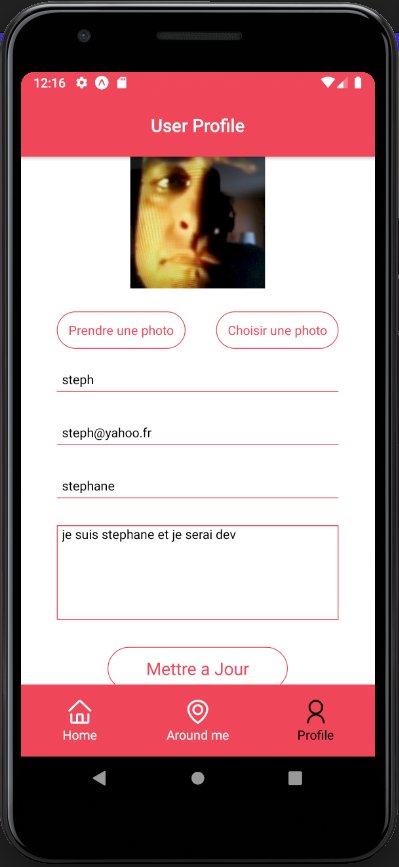 12:16
User Profile
Prendre une photo
Choisir une photo
steph
steph@yahoo.fr
stephane
je suis stephane et je serai dev
Mettre a Jour
Home
Around me
Profile